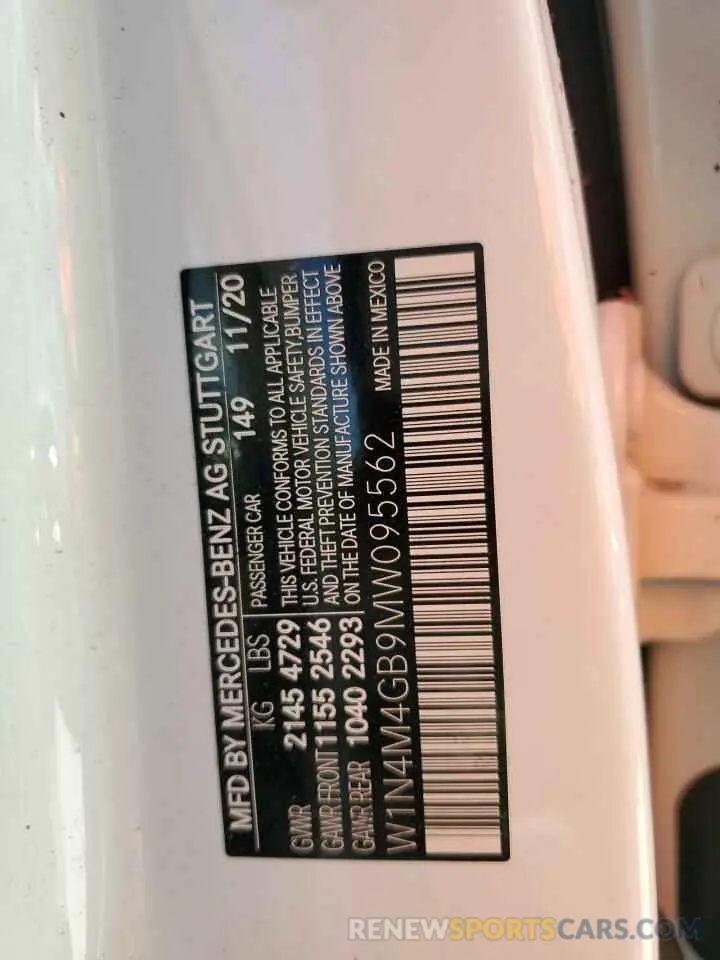 MFD BY MERCEDES-BENZ AG STUTTGART
KG LBS PASSENGER CAR 149 11/20
GVWR 2145 4729 THIS VEHICLE CONFORMS TO ALL APPLICABLE
GAWR FRONT 1155 2546 U.S. FEDERAL MOTOR VEHICLE SAFETY, BUMPER
GAWR REAR 1040 2293 AND THEFT PREVENTION STANDARDS IN EFFECT
ON THE DATE OF MANUFACTURE SHOWN ABOVE
W1N4M4GB9MW095562 MADE IN MEXICO
RENEWSPORTSCARS.COM